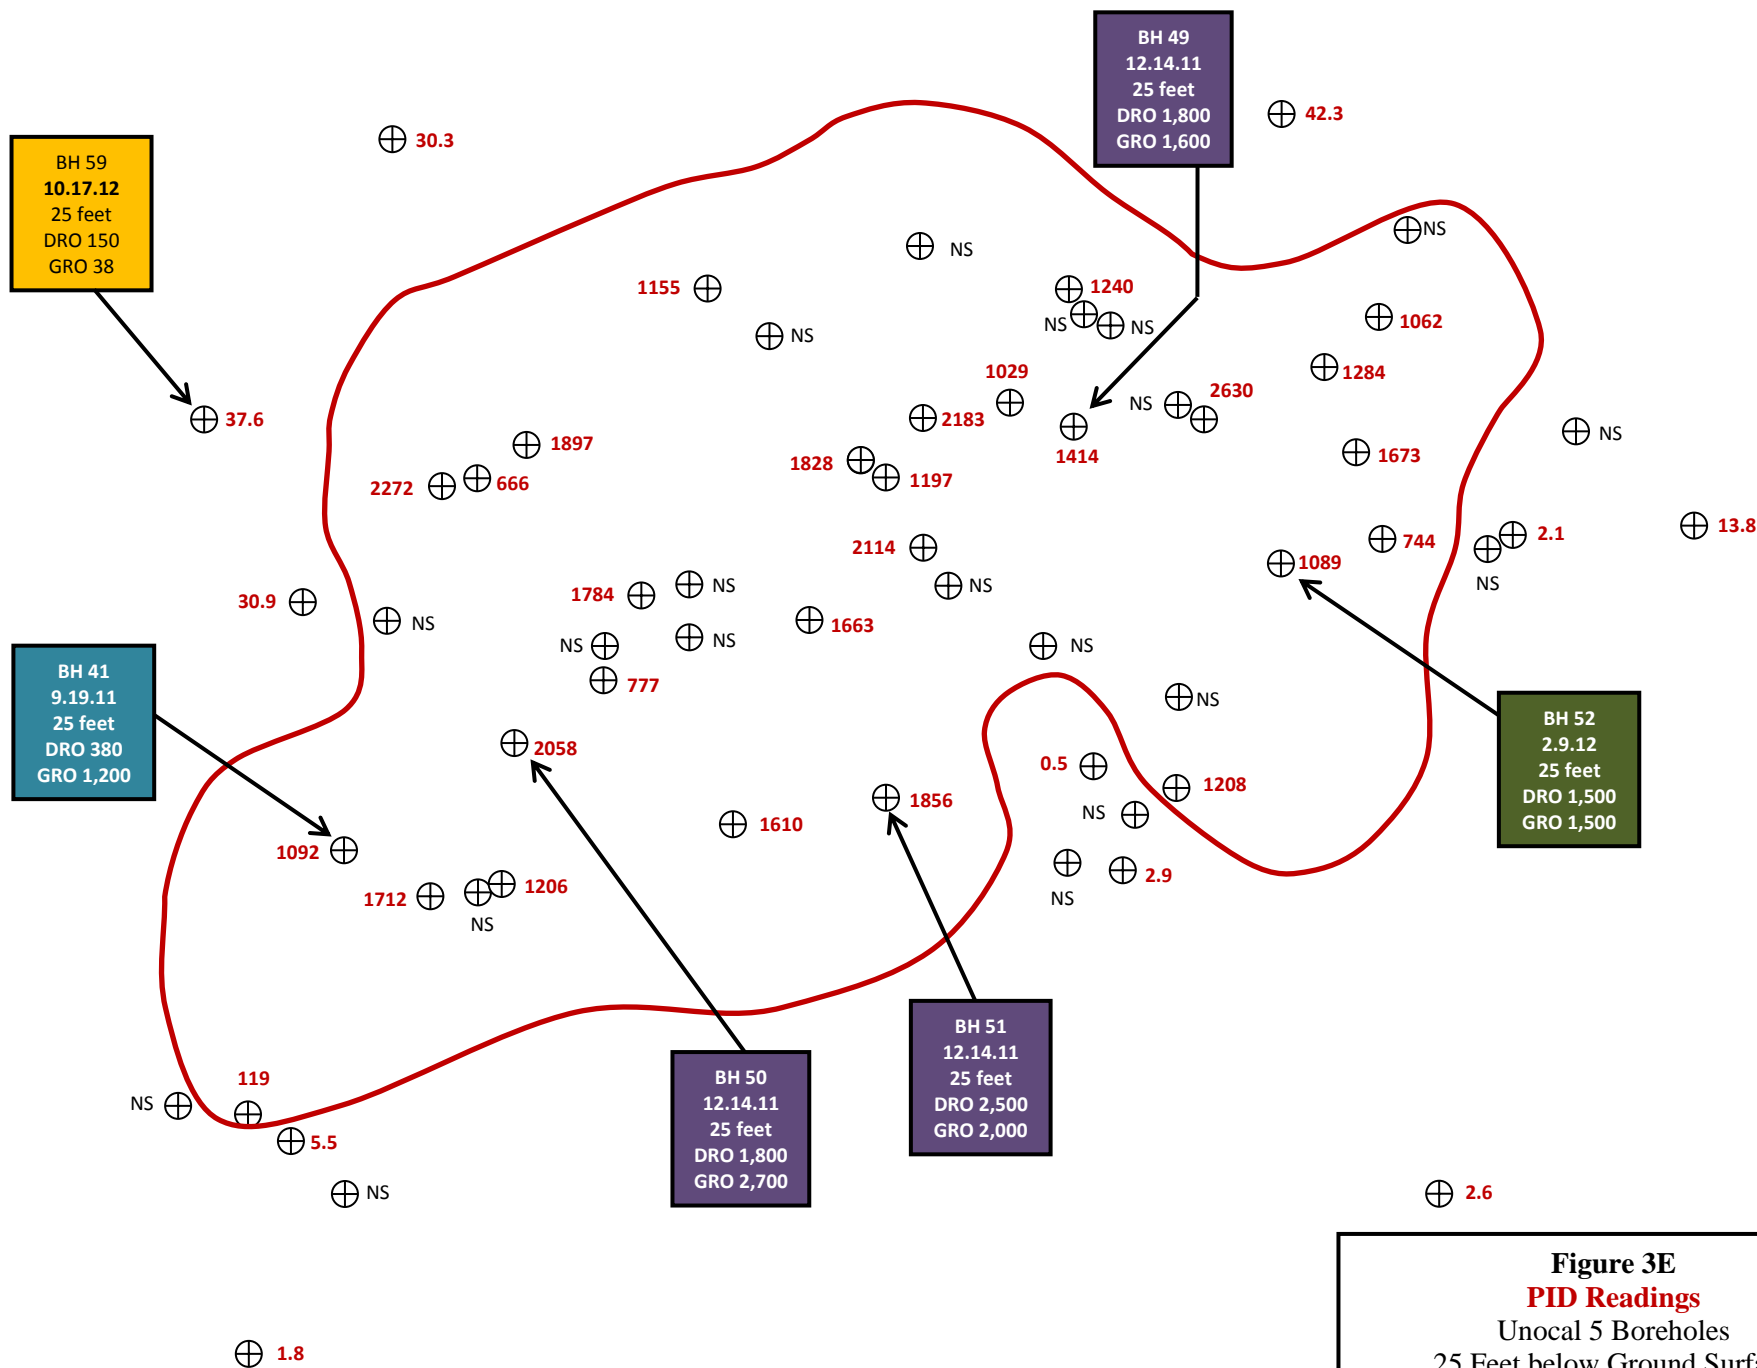 BH 49
12.14.11
25 feet
DRO 1,800
GRO 1,600
42.3
30.3
BH 59
10.17.12
25 feet
DRO 150
GRO 38
NS
NS
1155
1240
NS
NS
NS
1062
1284
1029
NS
2630
37.6
2183
1414
NS
1897
1828
1197
1673
2272
666
13.8
2.1
2114
744
1089
NS
1784
NS
NS
30.9
NS
1663
NS
NS
NS
777
BH 41
9.19.11
25 feet
DRO 380
GRO 1,200
NS
BH 52
2.9.12
25 feet
DRO 1,500
GRO 1,500
2058
0.5
1208
1856
NS
1610
1092
2.9
1712
1206
NS
NS
BH 51
12.14.11
25 feet
DRO 2,500
GRO 2,000
BH 50
12.14.11
25 feet
DRO 1,800
GRO 2,700
119
NS
5.5
NS
2.6
Figure 3E
PID Readings
Unocal 5 Boreholes
25 Feet below Ground
1.8